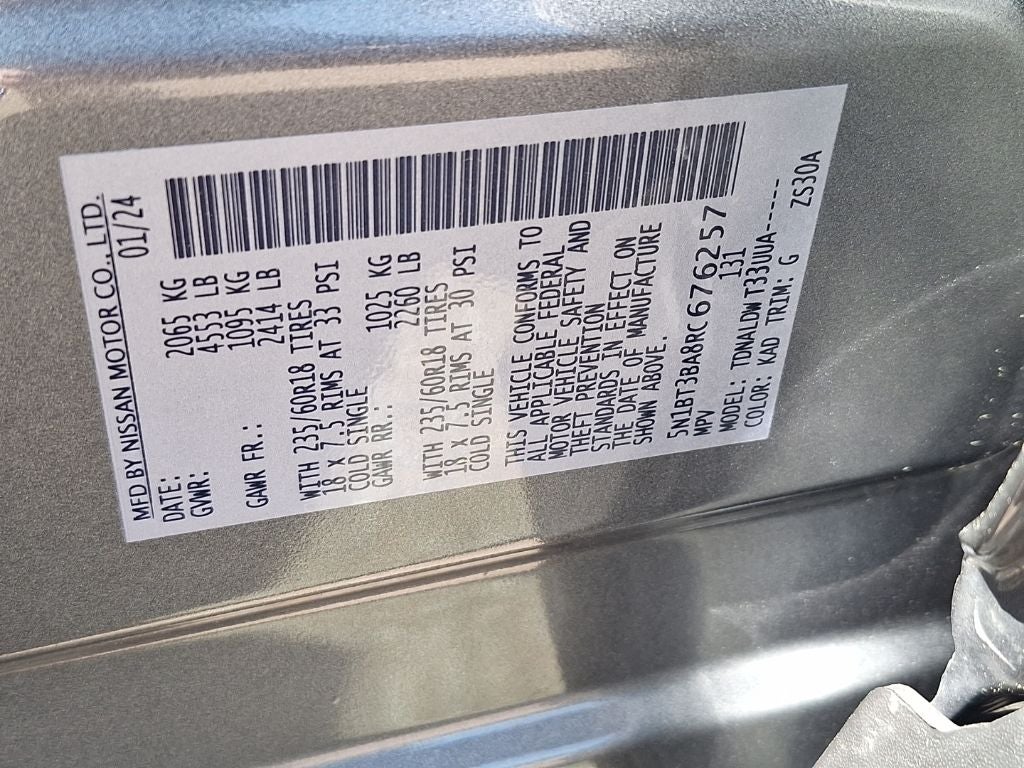 MFD BY NISSAN MOTOR CO., LTD.
DATE: 01/24
GVWR: 2065 KG
4553 LB
GAWR FR.: 1095 KG
2414 LB
WITH 235/60R18 TIRES
18 X 7.5 RIMS AT 33 PSI
COLD SINGLE
GAWR RR.: 1025 KG
2260 LB
WITH 235/60R18 TIRES
18 X 7.5 RIMS AT 30 PSI
COLD SINGLE
THIS VEHICLE CONFORMS TO
ALL APPLICABLE FEDERAL
MOTOR VEHICLE SAFETY AND
THEFT PREVENTION
STANDARDS IN EFFECT ON
THE DATE OF MANUFACTURE
SHOWN ABOVE.
5N1BT3BA8RC676257
MPV 131
MODEL: TDNALDW T33UUA-----
COLOR: KAD TRIM: G ZS30A